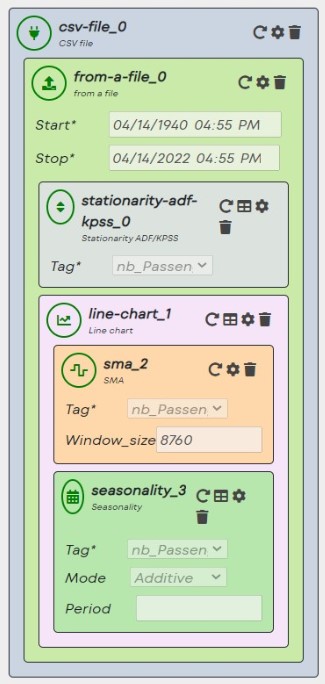 csv-file_0
CSV file
from-a-file_0
from a file
Start* 04/14/1940 04:55 PM
Stop* 04/14/2022 04:55 PM
stationarity-adf-
kpss_0
Stationarity ADF/KPSS
Tag* nb_Passen
line-chart_1
Line chart
sma_2
SMA
Tag* nb_Passen
Window_size 8760
seasonality_3
Seasonality
Tag* nb_Passen
Mode Additive
Period